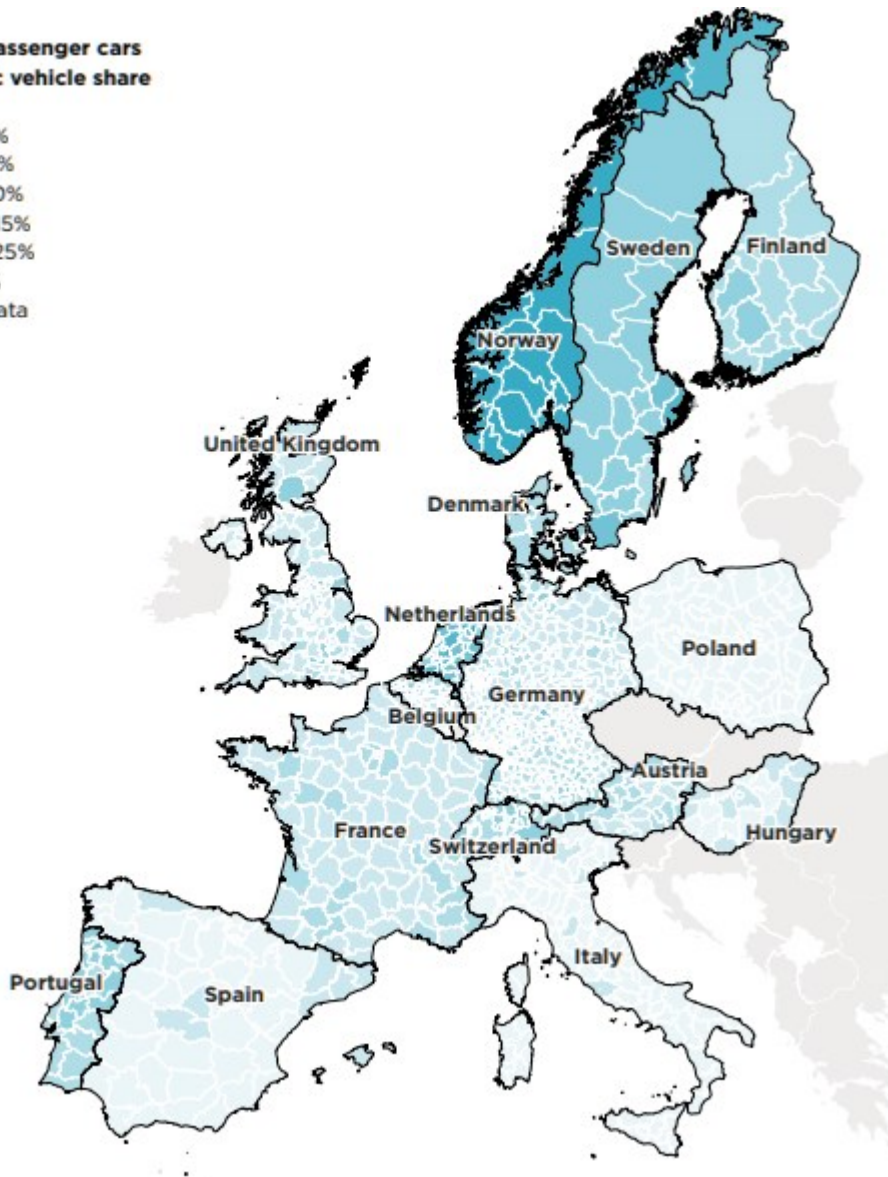 assenger cars
vehicle share
%
%
0%
15%
25%
ata
Sweden
Finland
Norway
United Kingdom
Denmark
Netherlands
Poland
Germany
Belgium
Austria
France
Hungary
Switzerland
Italy
Portugal
Spain